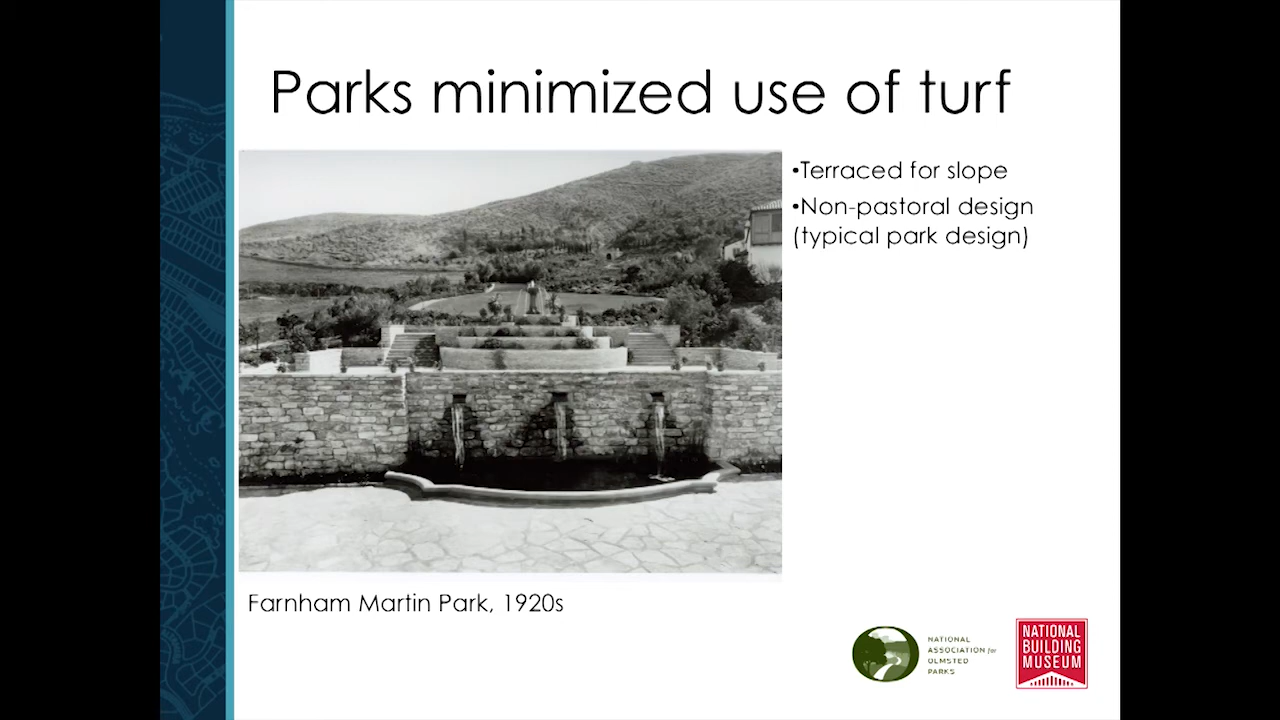 Parks minimized use of turf
•Terraced for slope
•Non-pastoral design
(typical park design)
Farnham Martin Park, 1920s
NATIONAL
ASSOCIATION for
OLMSTED
PARKS
NATIONAL
BUILDING
MUSEUM